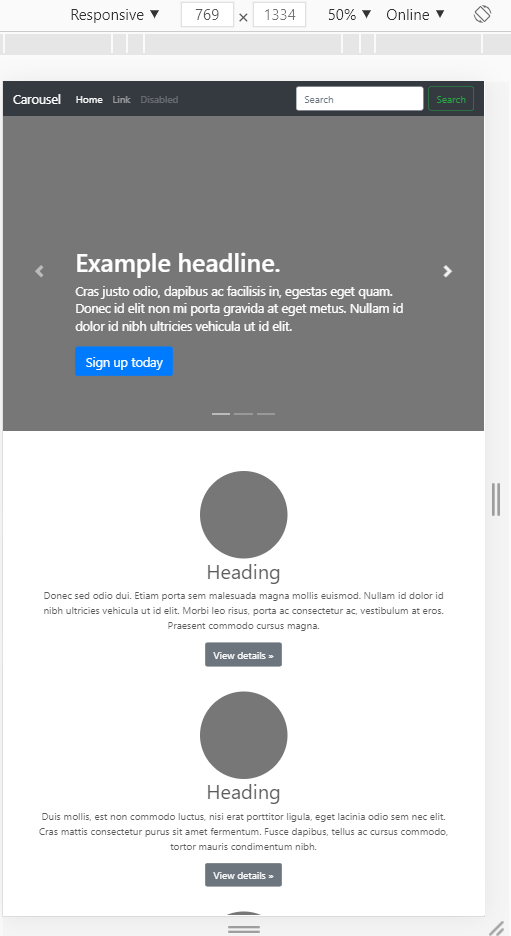 Responsive ▼ 769 × 1334 50% ▼ Online ▼
Carousel Home Link Disabled Search Search
Example headline.
Cras justo odio, dapibus ac facilisis in, egestas eget quam.
Donec id elit non mi porta gravida at eget metus. Nullam id
dolor id nibh ultricies vehicula ut id elit.
Sign up today
Heading
Donec sed odio dui. Etiam porta sem malesuada magna mollis euismod. Nullam id dolor id
nibh ultricies vehicula ut id elit. Morbi leo risus, porta ac consectetur ac, vestibulum at eros.
Praesent commodo cursus magna.
View details »
Heading
Duis mollis, est non commodo luctus, nisi erat porttitor ligula, eget lacinia odio sem nec elit.
Cras mattis consectetur purus sit amet fermentum. Fusce dapibus, tellus ac cursus commodo,
tortor mauris condimentum nibh.
View details »